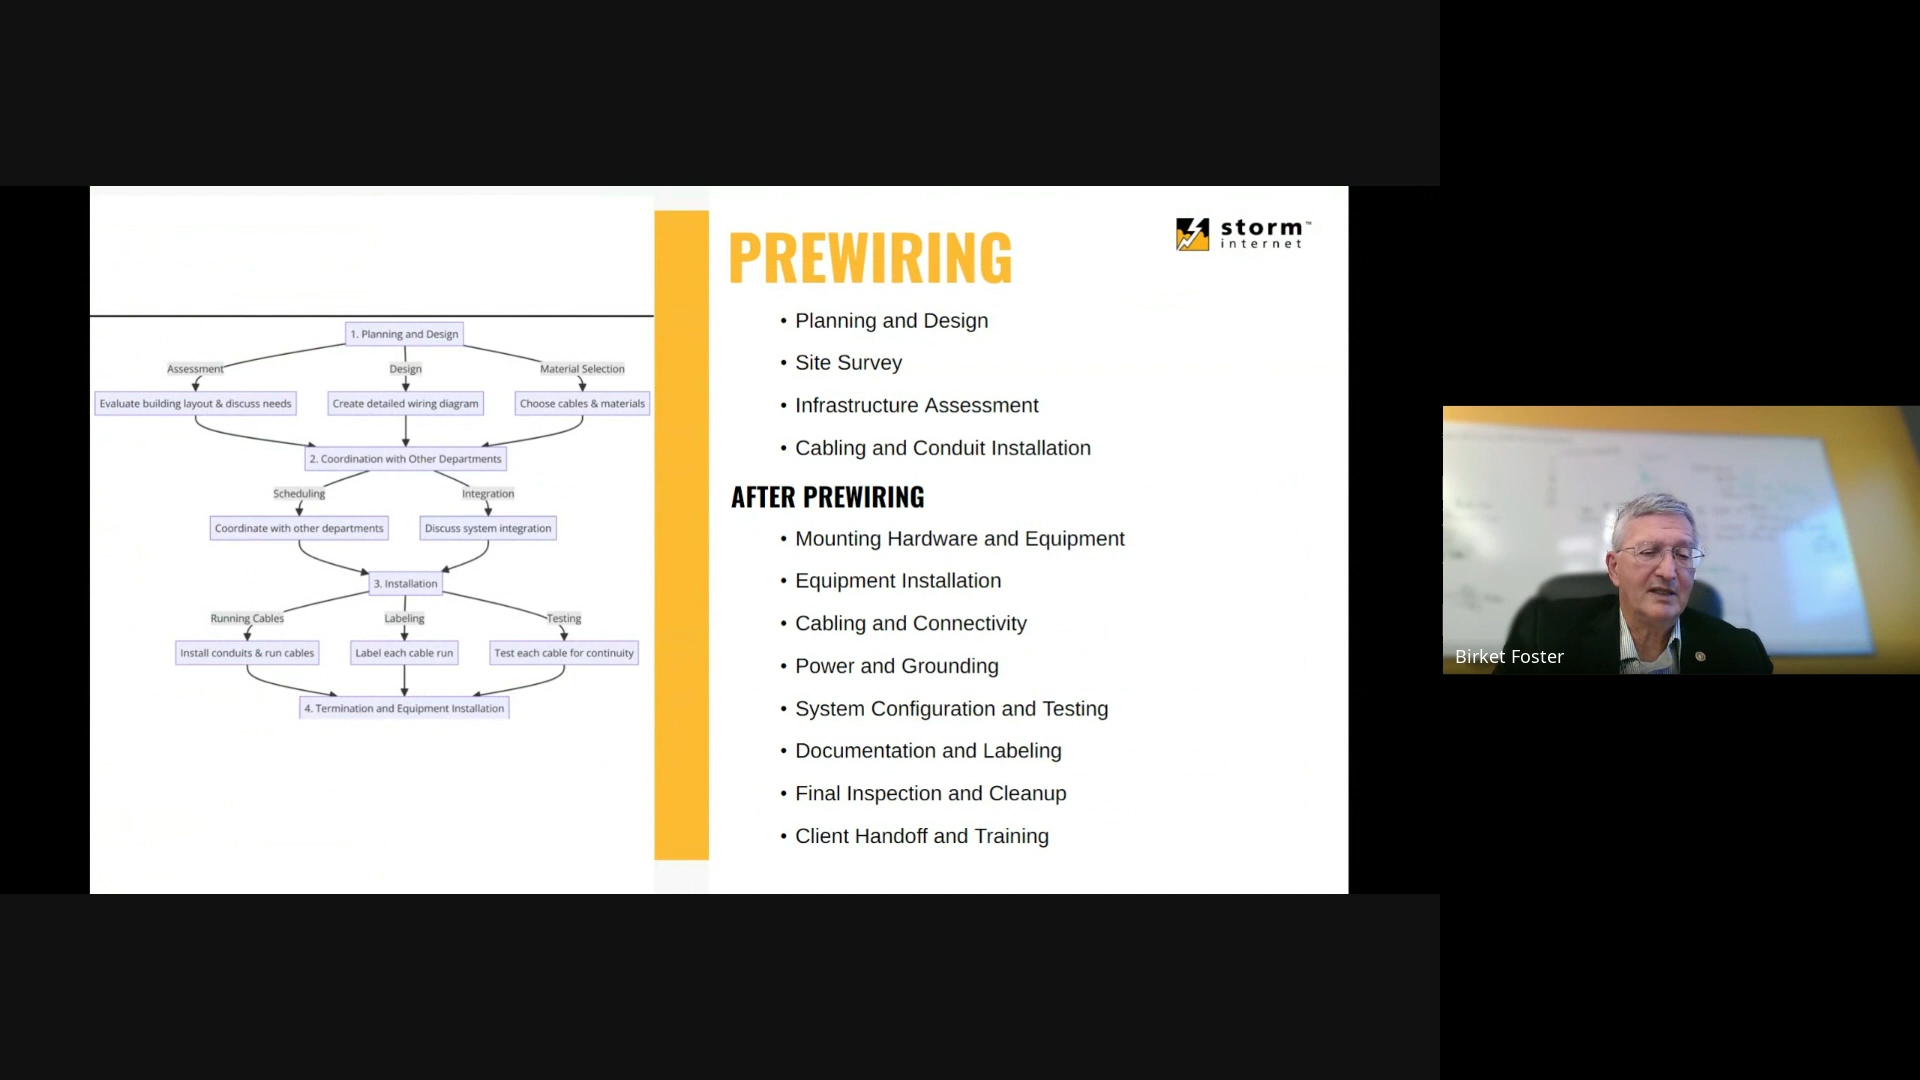 1. Planning and Design
Assessment
Design
Material Selection
Evaluate building layout & discuss needs
Create detailed wiring diagram
Choose cables & materials
2. Coordination with Other Departments
Scheduling
Integration
Coordinate with other departments
Discuss system integration
3. Installation
Running Cables
Labeling
Testing
Install conduits & run cables
Label each cable run
Test each cable for continuity
4. Termination and Equipment Installation
PREWIRING
storm™
internet
• Planning and Design
• Site Survey
• Infrastructure Assessment
• Cabling and Conduit Installation
AFTER PREWIRING
• Mounting Hardware and Equipment
• Equipment Installation
• Cabling and Connectivity
• Power and Grounding
• System Configuration and Testing
• Documentation and Labeling
• Final Inspection and Cleanup
• Client Handoff and Training
Birket Foster